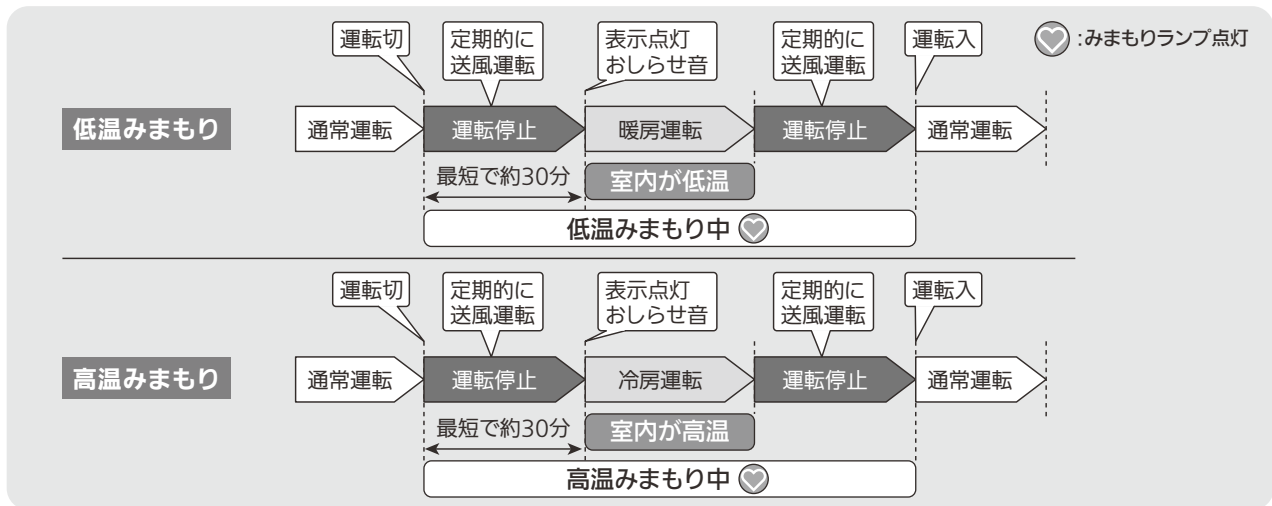 運転切
定期的に
送風運転
表示点灯
おしらせ音
定期的に
送風運転
運転入
:みまもりランプ点灯
低温みまもり
通常運転
運転停止
暖房運転
運転停止
通常運転
最短で約30分
室内が低温
低温みまもり中
運転切
定期的に
送風運転
表示点灯
おしらせ音
定期的に
送風運転
運転入
高温みまもり
通常運転
運転停止
冷房運転
運転停止
通常運転
最短で約30分
室内が高温
高温みまもり中